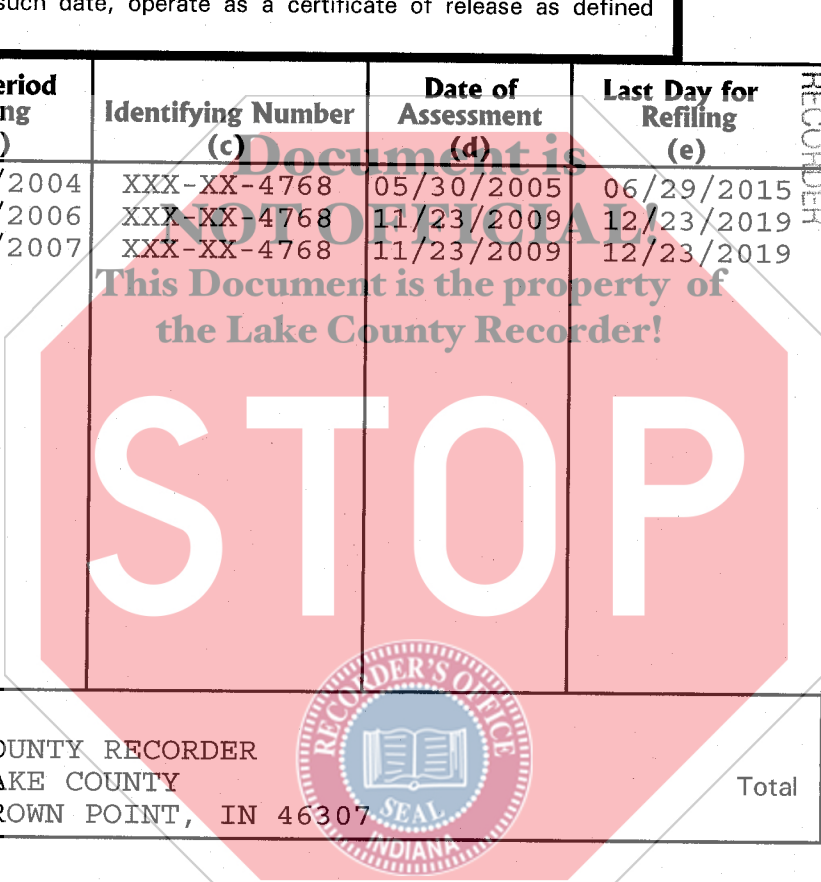 such date, operate as a certificate of release as defined
eriod
ng
)
Identifying Number
(c)
Date of
Assessment
(d)
Last Day for
Refiling
(e)
RECORDER
/2004 XXX-XX-4768 05/30/2005 06/29/2015
/2006 XXX-XX-4768 11/23/2009 12/23/2019
/2007 XXX-XX-4768 11/23/2009 12/23/2019
Document is
NOT OFFICIAL!
This Document is the property of
the Lake County Recorder!
STOP
OUNTY RECORDER
AKE COUNTY
ROWN POINT, IN 46307
Total
RECORDER'S OFFICE
SEAL
INDIANA